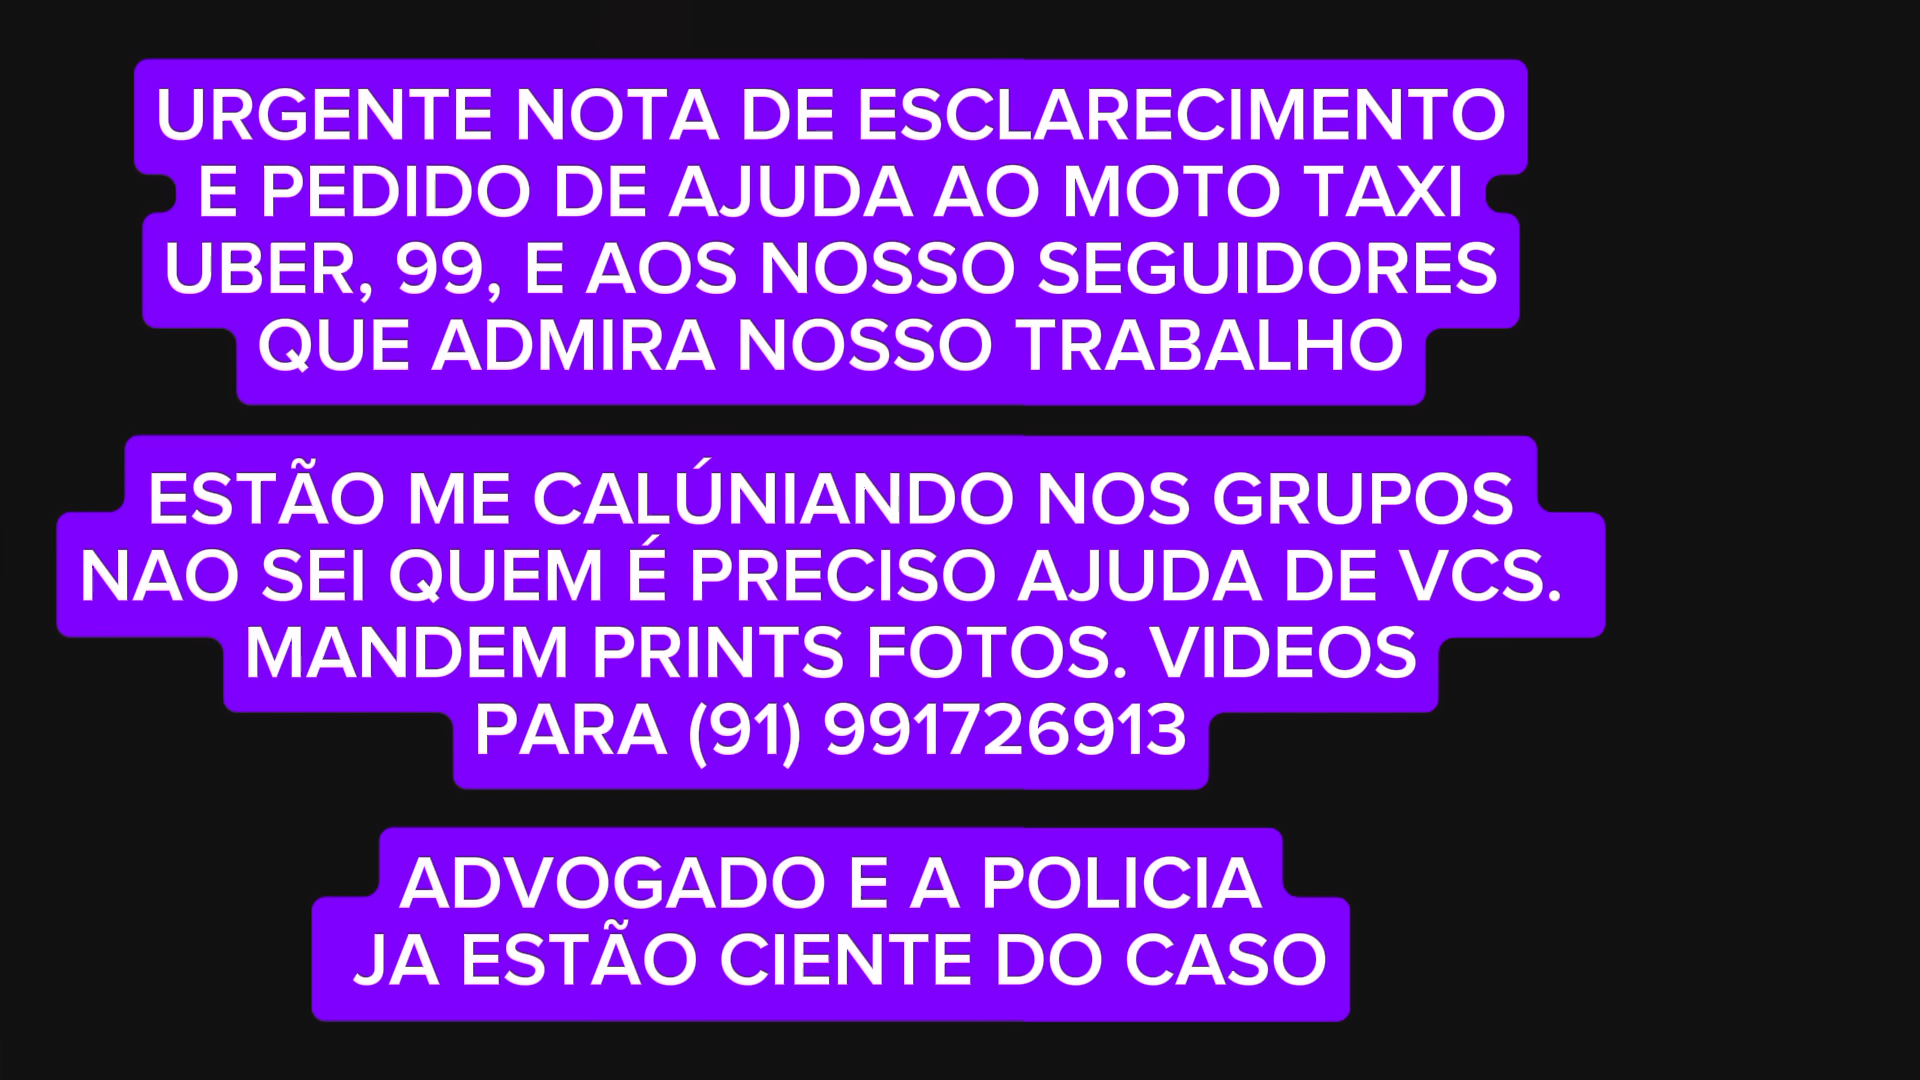 URGENTE NOTA DE ESCLARECIMENTO
E PEDIDO DE AJUDA AO MOTO TAXI
UBER, 99, E AOS NOSSO SEGUIDORES
QUE ADMIRA NOSSO TRABALHO
ESTÃO ME CALÚNIANDO NOS GRUPOS
NAO SEI QUEM É PRECISO AJUDA DE VCS.
MANDEM PRINTS FOTOS. VIDEOS
PARA (91) 991726913
ADVOGADO E A POLICIA
JA ESTÃO CIENTE DO CASO